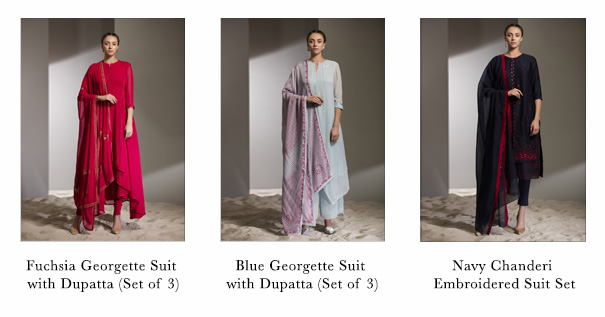 Fuchsia Georgette Suit
with Dupatta (Set of 3)
Blue Georgette Suit
with Dupatta (Set of 3)
Navy Chanderi
Embroidered Suit Set